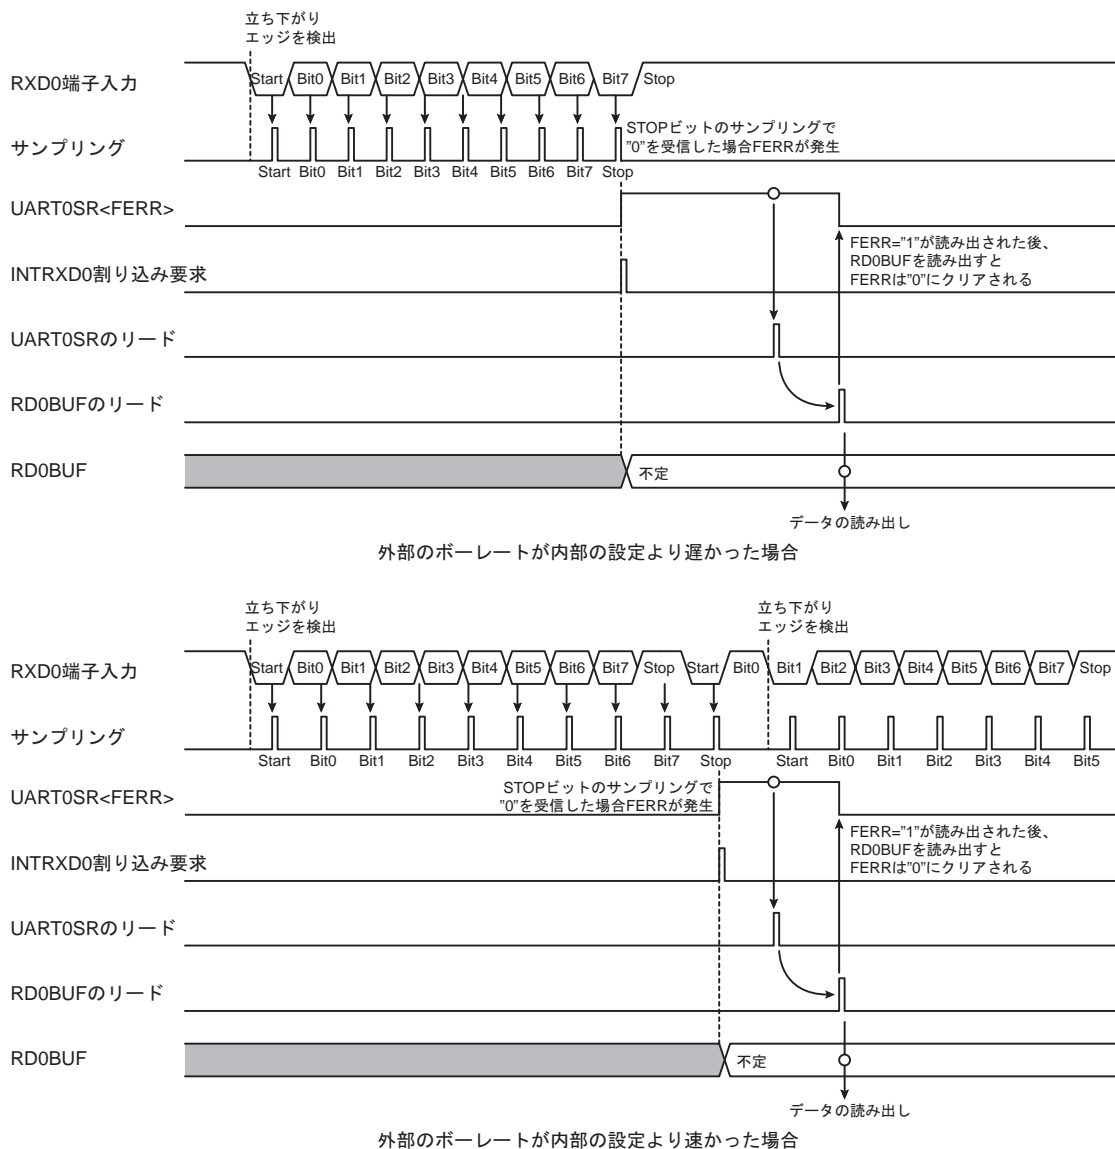 立ち下がり
エッジを検出
RXD0端子入力
Start Bit0 Bit1 Bit2 Bit3 Bit4 Bit5 Bit6 Bit7 Stop
サンプリング
STOPビットのサンプリングで
"0"を受信した場合FERRが発生
Start Bit0 Bit1 Bit2 Bit3 Bit4 Bit5 Bit6 Bit7 Stop
UART0SR<FERR>
FERR="1"が読み出された後、
RD0BUFを読み出すと
FERRは"0"にクリアされる
INTRXD0割り込み要求
UART0SRのリード
RD0BUFのリード
RD0BUF
不定
データの読み出し
外部のボーレートが内部の設定より遅かった場合
立ち下がり
エッジを検出
立ち下がり
エッジを検出
RXD0端子入力
Start Bit0 Bit1 Bit2 Bit3 Bit4 Bit5 Bit6 Bit7 Stop Start Bit0 Bit1 Bit2 Bit3 Bit4 Bit5 Bit6 Bit7 Stop
サンプリング
Start Bit0 Bit1 Bit2 Bit3 Bit4 Bit5 Bit6 Bit7 Stop Start Bit0 Bit1 Bit2 Bit3 Bit4 Bit5
UART0SR<FERR>
STOPビットのサンプリングで
"0"を受信した場合FERRが発生
FERR="1"が読み出された後、
RD0BUFを読み出すと
FERRは"0"にクリアされる
INTRXD0割り込み要求
UART0SRのリード
RD0BUFのリード
RD0BUF
不定
データの読み出し
外部のボーレートが内部の設定より速かった場合